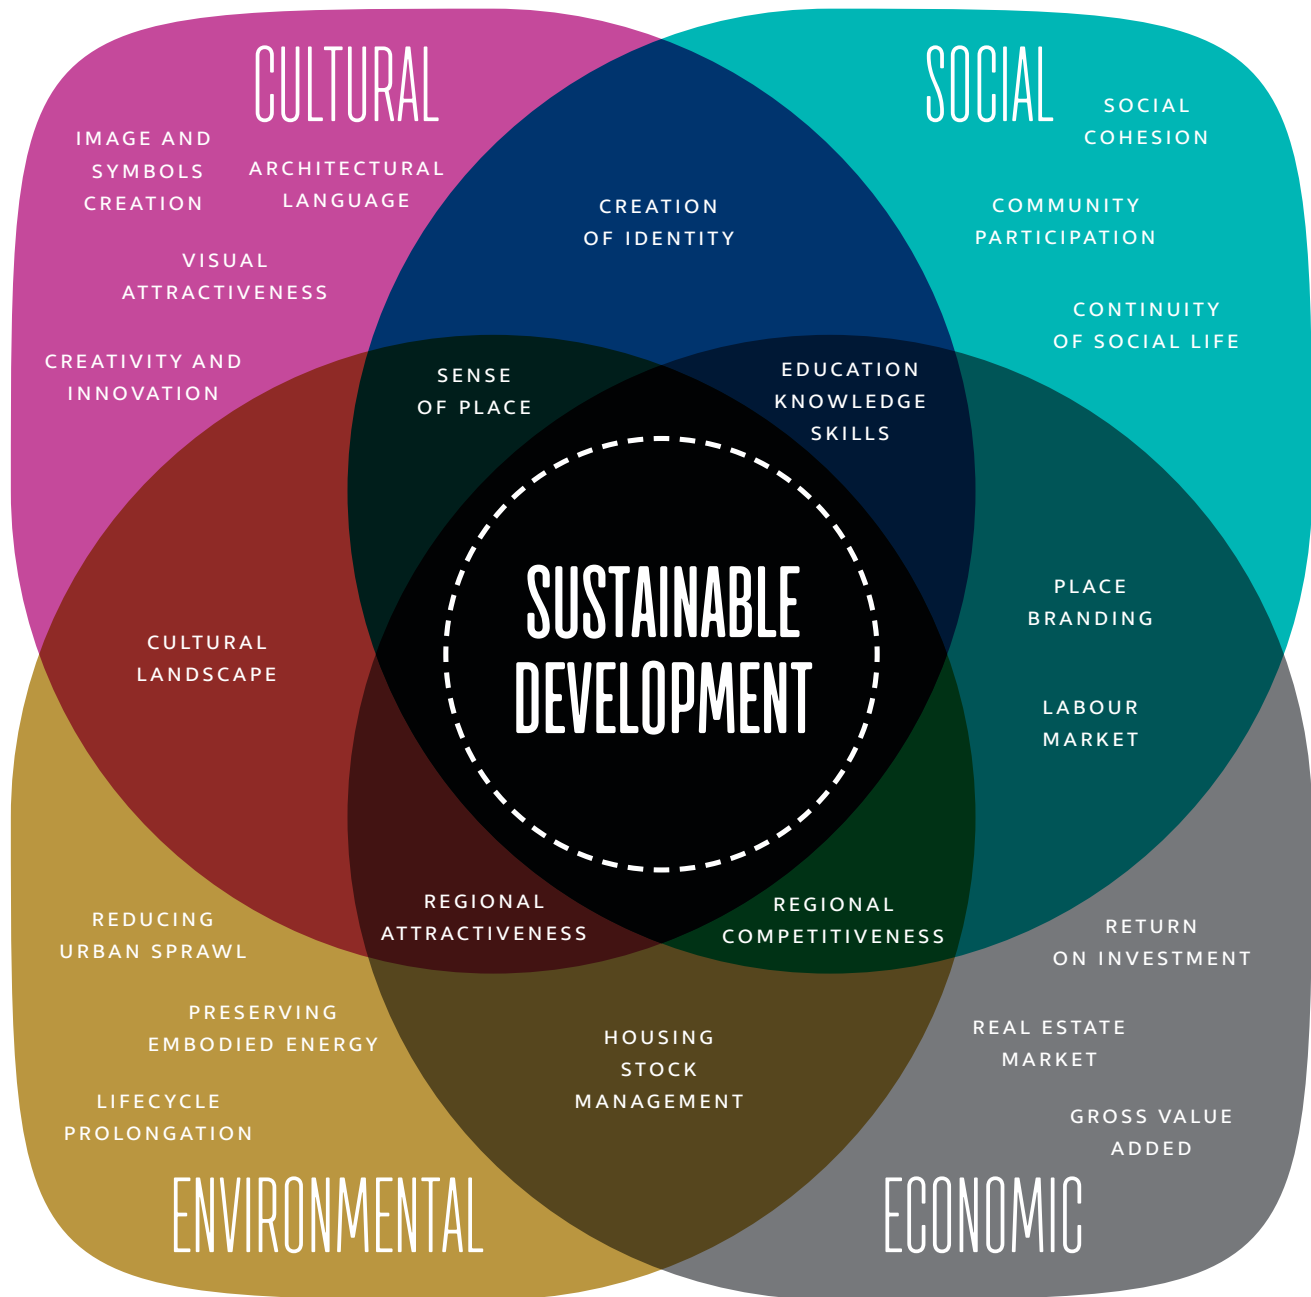 CULTURAL
IMAGE AND
SYMBOLS
CREATION
ARCHITECTURAL
LANGUAGE
VISUAL
ATTRACTIVENESS
CREATIVITY AND
INNOVATION
CREATION
OF IDENTITY
SOCIAL
SOCIAL
COHESION
COMMUNITY
PARTICIPATION
CONTINUITY
OF SOCIAL LIFE
SENSE
OF PLACE
EDUCATION
KNOWLEDGE
SKILLS
CULTURAL
LANDSCAPE
SUSTAINABLE
DEVELOPMENT
PLACE
BRANDING
LABOUR
MARKET
REGIONAL
ATTRACTIVENESS
REGIONAL
COMPETITIVENESS
REDUCING
URBAN SPRAWL
PRESERVING
EMBODIED ENERGY
LIFECYCLE
PROLONGATION
ENVIRONMENTAL
HOUSING
STOCK
MANAGEMENT
RETURN
ON INVESTMENT
REAL ESTATE
MARKET
GROSS VALUE
ADDED
ECONOMIC